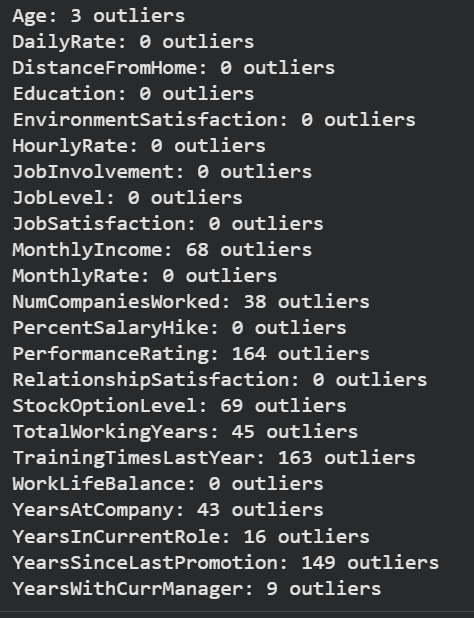 Age: 3 outliers
DailyRate: 0 outliers
DistanceFromHome: 0 outliers
Education: 0 outliers
EnvironmentSatisfaction: 0 outliers
HourlyRate: 0 outliers
JobInvolvement: 0 outliers
JobLevel: 0 outliers
JobSatisfaction: 0 outliers
MonthlyIncome: 68 outliers
MonthlyRate: 0 outliers
NumCompaniesWorked: 38 outliers
PercentSalaryHike: 0 outliers
PerformanceRating: 164 outliers
RelationshipSatisfaction: 0 outliers
StockOptionLevel: 69 outliers
TotalWorkingYears: 45 outliers
TrainingTimesLastYear: 163 outliers
WorkLifeBalance: 0 outliers
YearsAtCompany: 43 outliers
YearsInCurrentRole: 16 outliers
YearsSinceLastPromotion: 149 outliers
YearsWithCurrManager: 9 outliers